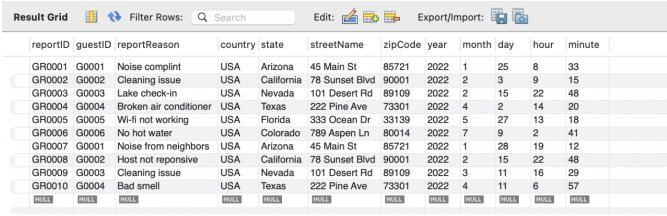 Result Grid Filter Rows: Search Edit: Export/Import:
reportID guestID reportReason country state streetName zipCode year month day hour minute
GR0001 G0001 Noise complint USA Arizona 45 Main St 85721 2022 1 25 8 33
GR0002 G0002 Cleaning issue USA California 78 Sunset Blvd 90001 2022 2 3 9 15
GR0003 G0003 Lake check-in USA Nevada 101 Desert Rd 89109 2022 2 15 22 48
GR0004 G0004 Broken air conditioner USA Texas 222 Pine Ave 73301 2022 4 2 14 20
GR0005 G0005 Wi-fi not working USA Florida 333 Ocean Dr 33139 2022 5 27 13 18
GR0006 G0006 No hot water USA Colorado 789 Aspen Ln 80014 2022 7 9 2 41
GR0007 G0001 Noise from neighbors USA Arizona 45 Main St 85721 2022 1 28 19 12
GR0008 G0002 Host not reponsive USA California 78 Sunset Blvd 90001 2022 2 15 22 48
GR0009 G0003 Cleaning issue USA Nevada 101 Desert Rd 89109 2022 3 11 16 29
GR0010 G0004 Bad smell USA Texas 222 Pine Ave 73301 2022 4 11 6 57
NULL NULL NULL NULL NULL NULL NULL NULL NULL NULL NULL NULL